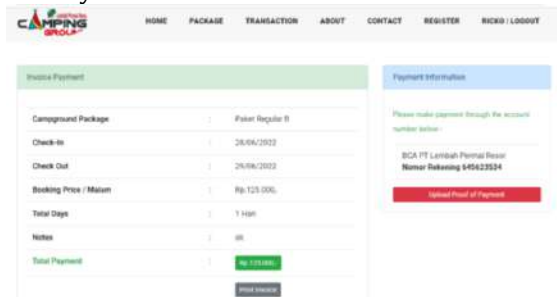 CAMPING
GROUP
HOME PACKAGE TRANSACTION ABOUT CONTACT REGISTER RICKO | LOGOUT
Invoice Payment
Campground Package : Paket Regular B
Check-In : 28/06/2022
Check Out : 29/06/2022
Booking Price / Malam : Rp.125.000,-
Total Days : 1 Hari
Notes :
Total Payment : Rp.125.000,-
Print Invoice
Payment Information
Please make payment through the account
number below :
BCA PT Lembah Permai Resor
Nomor Rekening 645623524
Upload Proof of Payment